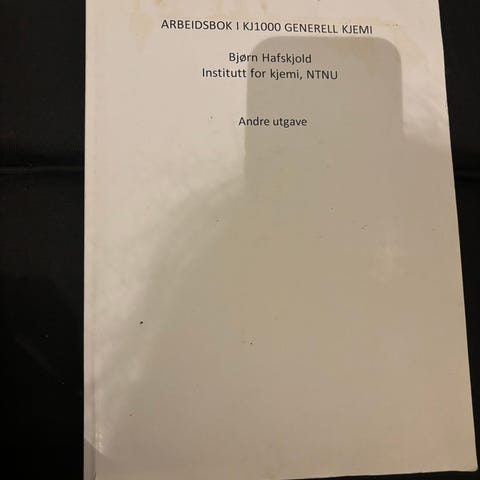 ARBEIDSBOK I KJ1000 GENERELL KJEMI
Bjørn Hafskjold
Institutt for kjemi, NTNU
Andre utgave